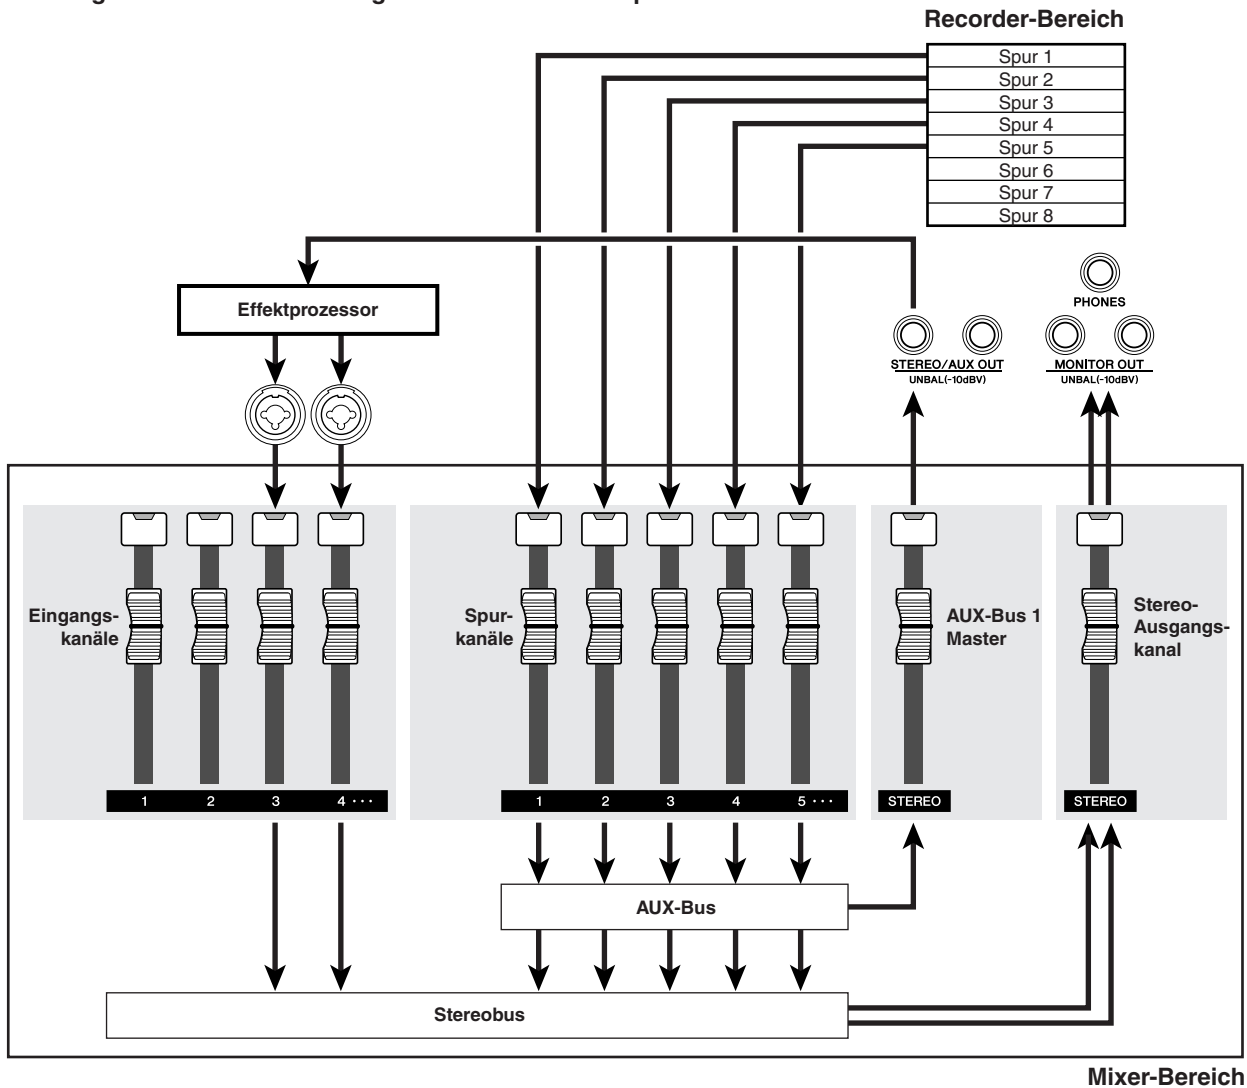 Recorder-Bereich
Spur 1
Spur 2
Spur 3
Spur 4
Spur 5
Spur 6
Spur 7
Spur 8
Effektprozessor
PHONES
STEREO/AUX OUT
UNBAL(-10dBV)
MONITOR OUT
UNBAL(-10dBV)
Eingangs-
kanäle
1 2 3 4 ···
Spur-
kanäle
1 2 3 4 5 ···
AUX-Bus 1
Master
STEREO
Stereo-
Ausgangs-
kanal
STEREO
AUX-Bus
Stereobus
Mixer-Bereich